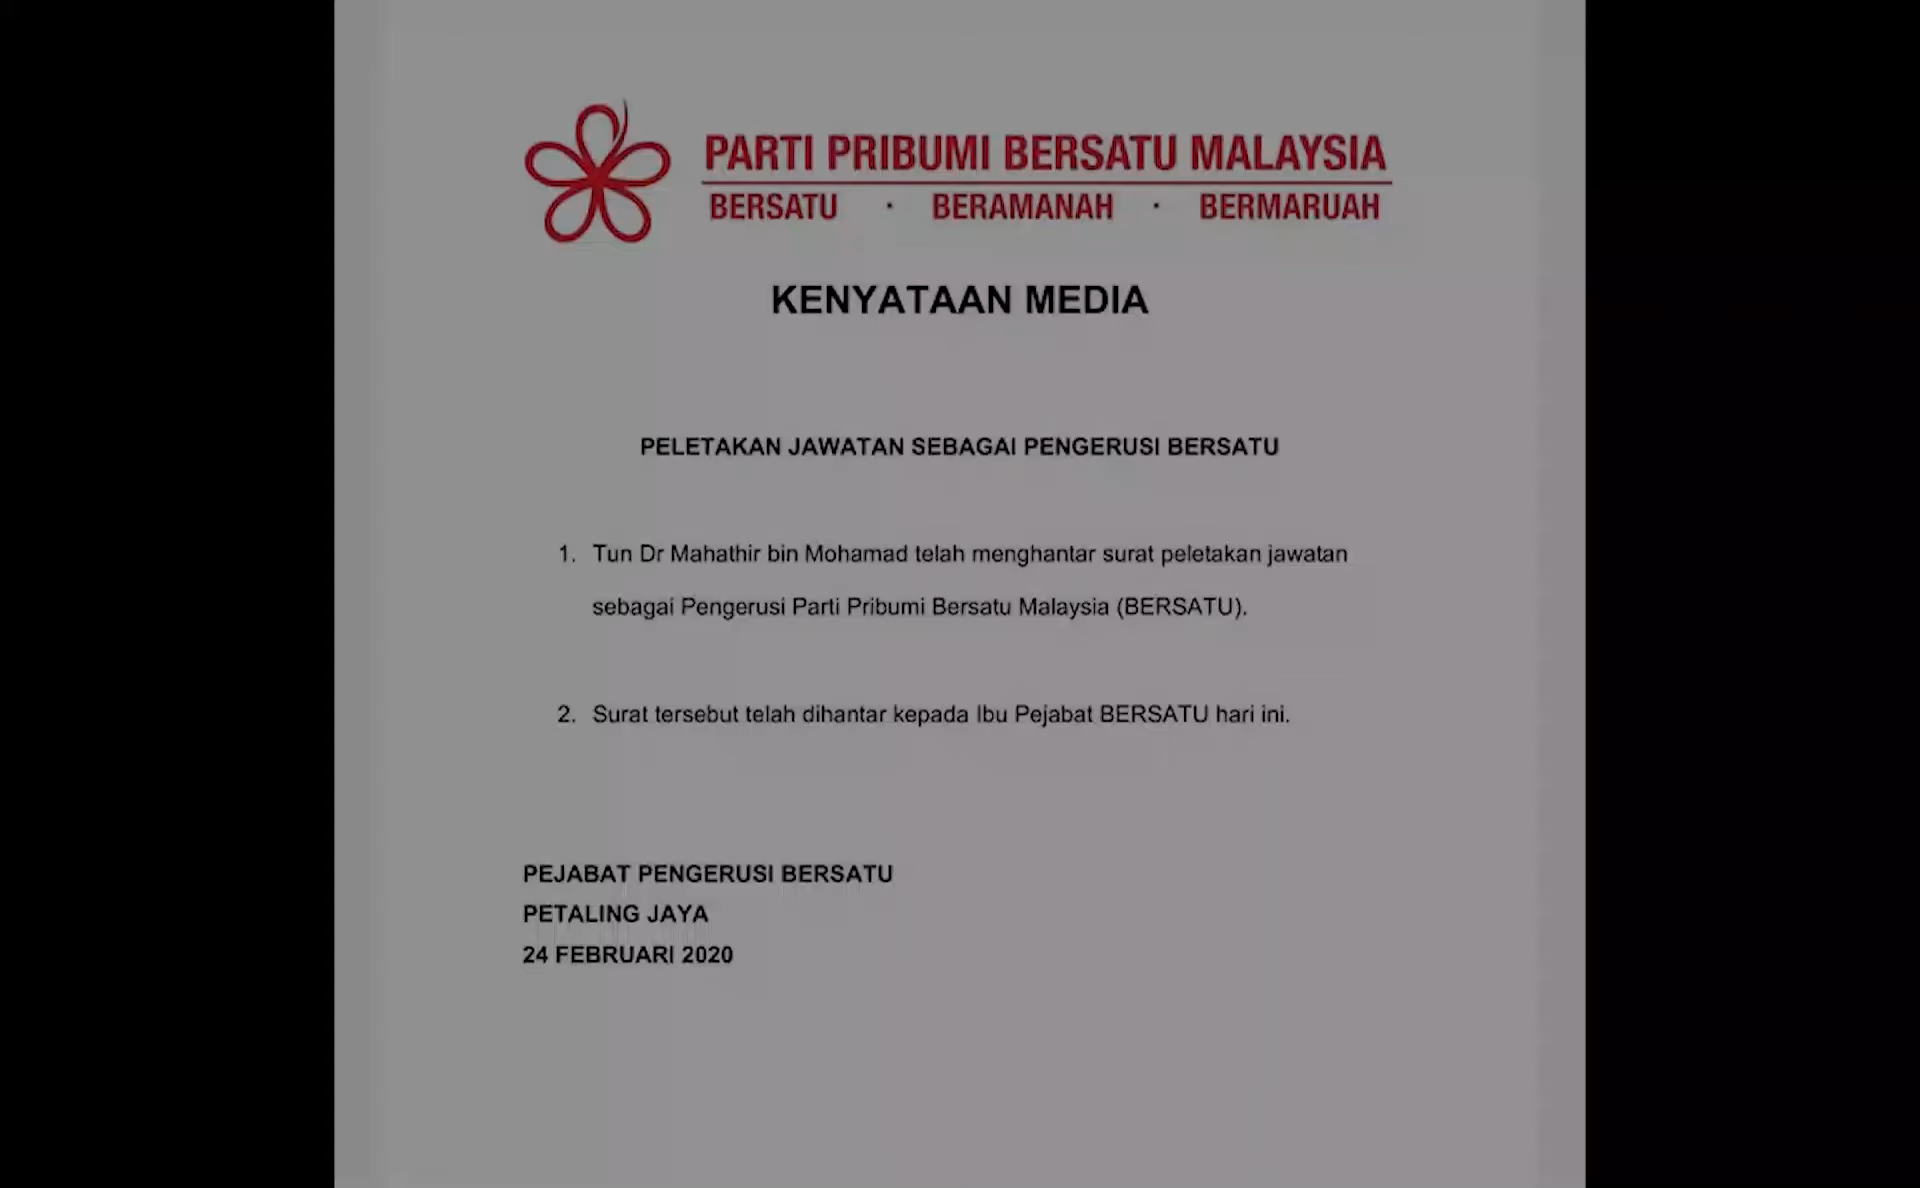 PARTI PRIBUMI BERSATU MALAYSIA
BERSATU · BERAMANAH · BERMARUAH
KENYATAAN MEDIA
PELETAKAN JAWATAN SEBAGAI PENGERUSI BERSATU
1. Tun Dr Mahathir bin Mohamad telah menghantar surat peletakan jawatan
sebagai Pengerusi Parti Pribumi Bersatu Malaysia (BERSATU).
2. Surat tersebut telah dihantar kepada Ibu Pejabat BERSATU hari ini.
PEJABAT PENGERUSI BERSATU
PETALING JAYA
24 FEBRUARI 2020